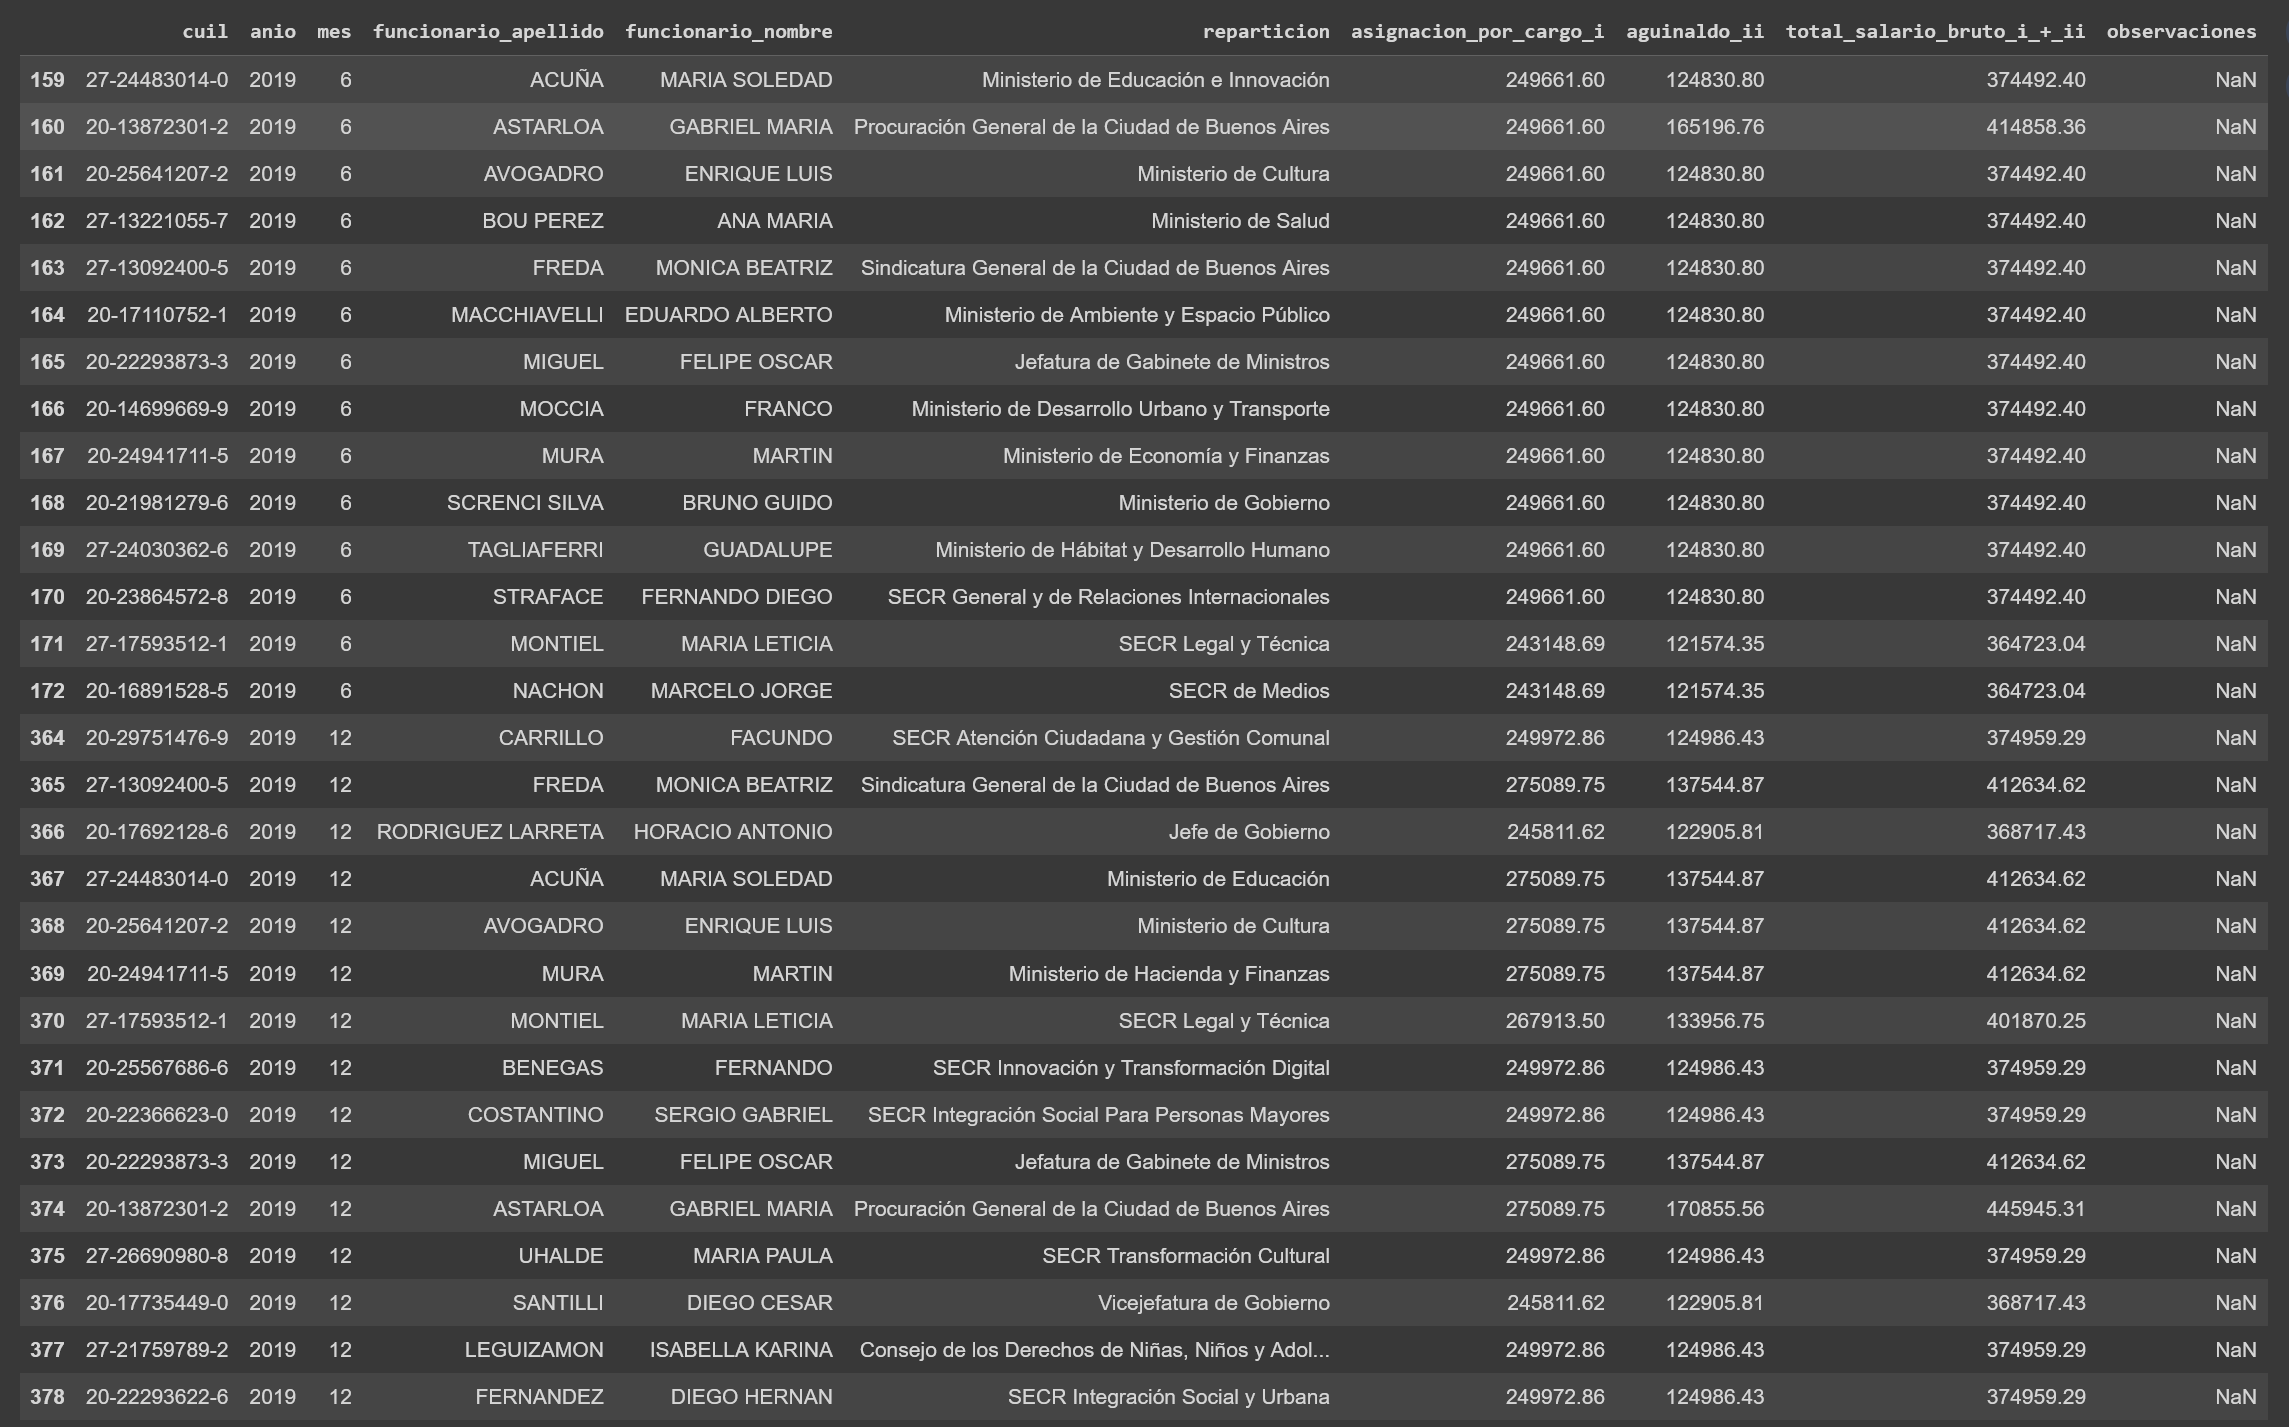 cuil anio mes funcionario_apellido funcionario_nombre reparticion asignacion_por_cargo_i aguinaldo_ii total_salario_bruto_i_+_ii observaciones
159 27-24483014-0 2019 6 ACUÑA MARIA SOLEDAD Ministerio de Educación e Innovación 249661.60 124830.80 374492.40 NaN
160 20-13872301-2 2019 6 ASTARLOA GABRIEL MARIA Procuración General de la Ciudad de Buenos Aires 249661.60 165196.76 414858.36 NaN
161 20-25641207-2 2019 6 AVOGADRO ENRIQUE LUIS Ministerio de Cultura 249661.60 124830.80 374492.40 NaN
162 27-13221055-7 2019 6 BOU PEREZ ANA MARIA Ministerio de Salud 249661.60 124830.80 374492.40 NaN
163 27-13092400-5 2019 6 FREDA MONICA BEATRIZ Sindicatura General de la Ciudad de Buenos Aires 249661.60 124830.80 374492.40 NaN
164 20-17110752-1 2019 6 MACCHIAVELLI EDUARDO ALBERTO Ministerio de Ambiente y Espacio Público 249661.60 124830.80 374492.40 NaN
165 20-22293873-3 2019 6 MIGUEL FELIPE OSCAR Jefatura de Gabinete de Ministros 249661.60 124830.80 374492.40 NaN
166 20-14699669-9 2019 6 MOCCIA FRANCO Ministerio de Desarrollo Urbano y Transporte 249661.60 124830.80 374492.40 NaN
167 20-24941711-5 2019 6 MURA MARTIN Ministerio de Economía y Finanzas 249661.60 124830.80 374492.40 NaN
168 20-21981279-6 2019 6 SCRENCI SILVA BRUNO GUIDO Ministerio de Gobierno 249661.60 124830.80 374492.40 NaN
169 27-24030362-6 2019 6 TAGLIAFERRI GUADALUPE Ministerio de Hábitat y Desarrollo Humano 249661.60 124830.80 374492.40 NaN
170 20-23864572-8 2019 6 STRAFACE FERNANDO DIEGO SECR General y de Relaciones Internacionales 249661.60 124830.80 374492.40 NaN
171 27-17593512-1 2019 6 MONTIEL MARIA LETICIA SECR Legal y Técnica 243148.69 121574.35 364723.04 NaN
172 20-16891528-5 2019 6 NACHON MARCELO JORGE SECR de Medios 243148.69 121574.35 364723.04 NaN
364 20-29751476-9 2019 12 CARRILLO FACUNDO SECR Atención Ciudadana y Gestión Comunal 249972.86 124986.43 374959.29 NaN
365 27-13092400-5 2019 12 FREDA MONICA BEATRIZ Sindicatura General de la Ciudad de Buenos Aires 275089.75 137544.87 412634.62 NaN
366 20-17692128-6 2019 12 RODRIGUEZ LARRETA HORACIO ANTONIO Jefe de Gobierno 245811.62 122905.81 368717.43 NaN
367 27-24483014-0 2019 12 ACUÑA MARIA SOLEDAD Ministerio de Educación 275089.75 137544.87 412634.62 NaN
368 20-25641207-2 2019 12 AVOGADRO ENRIQUE LUIS Ministerio de Cultura 275089.75 137544.87 412634.62 NaN
369 20-24941711-5 2019 12 MURA MARTIN Ministerio de Hacienda y Finanzas 275089.75 137544.87 412634.62 NaN
370 27-17593512-1 2019 12 MONTIEL MARIA LETICIA SECR Legal y Técnica 267913.50 133956.75 401870.25 NaN
371 20-25567686-6 2019 12 BENEGAS FERNANDO SECR Innovación y Transformación Digital 249972.86 124986.43 374959.29 NaN
372 20-22366623-0 2019 12 COSTANTINO SERGIO GABRIEL SECR Integración Social Para Personas Mayores 249972.86 124986.43 374959.29 NaN
373 20-22293873-3 2019 12 MIGUEL FELIPE OSCAR Jefatura de Gabinete de Ministros 275089.75 137544.87 412634.62 NaN
374 20-13872301-2 2019 12 ASTARLOA GABRIEL MARIA Procuración General de la Ciudad de Buenos Aires 275089.75 170855.56 445945.31 NaN
375 27-26690980-8 2019 12 UHALDE MARIA PAULA SECR Transformación Cultural 249972.86 124986.43 374959.29 NaN
376 20-17735449-0 2019 12 SANTILLI DIEGO CESAR Vicejefatura de Gobierno 245811.62 122905.81 368717.43 NaN
377 27-21759789-2 2019 12 LEGUIZAMON ISABELLA KARINA Consejo de los Derechos de Niñas, Niños y Adol... 249972.86 124986.43 374959.29 NaN
378 20-22293622-6 2019 12 FERNANDEZ DIEGO HERNAN SECR Integración Social y Urbana 249972.86 124986.43 374959.29 NaN